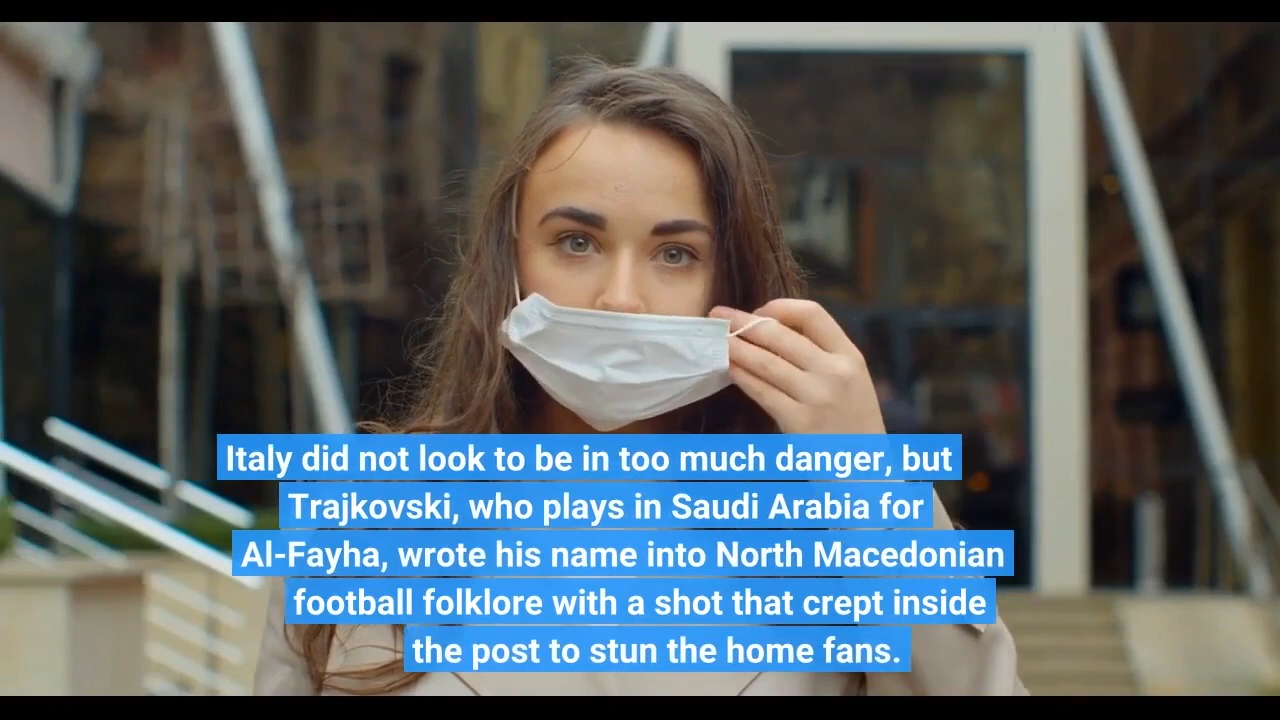 Italy did not look to be in too much danger, but
Trajkovski, who plays in Saudi Arabia for
Al-Fayha, wrote his name into North Macedonian
football folklore with a shot that crept inside
the post to stun the home fans.